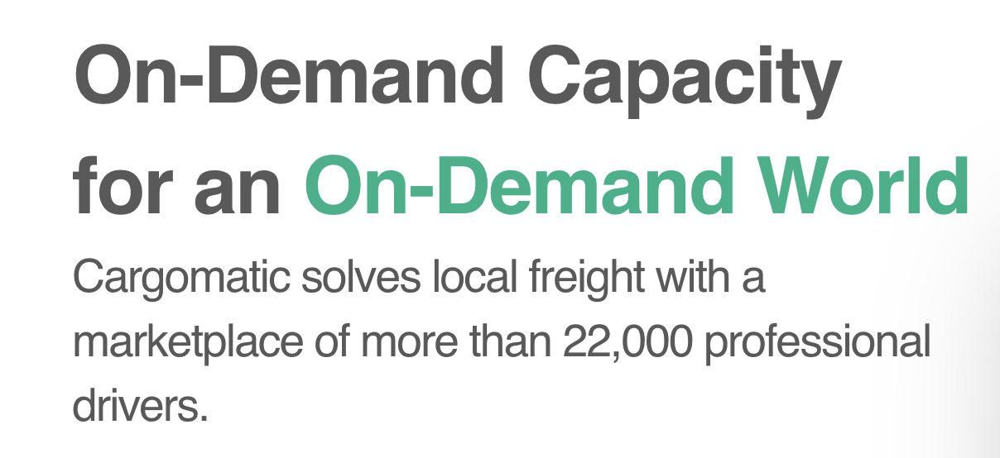 On-Demand Capacity
for an On-Demand World
Cargomatic solves local freight with a
marketplace of more than 22,000 professional
drivers.